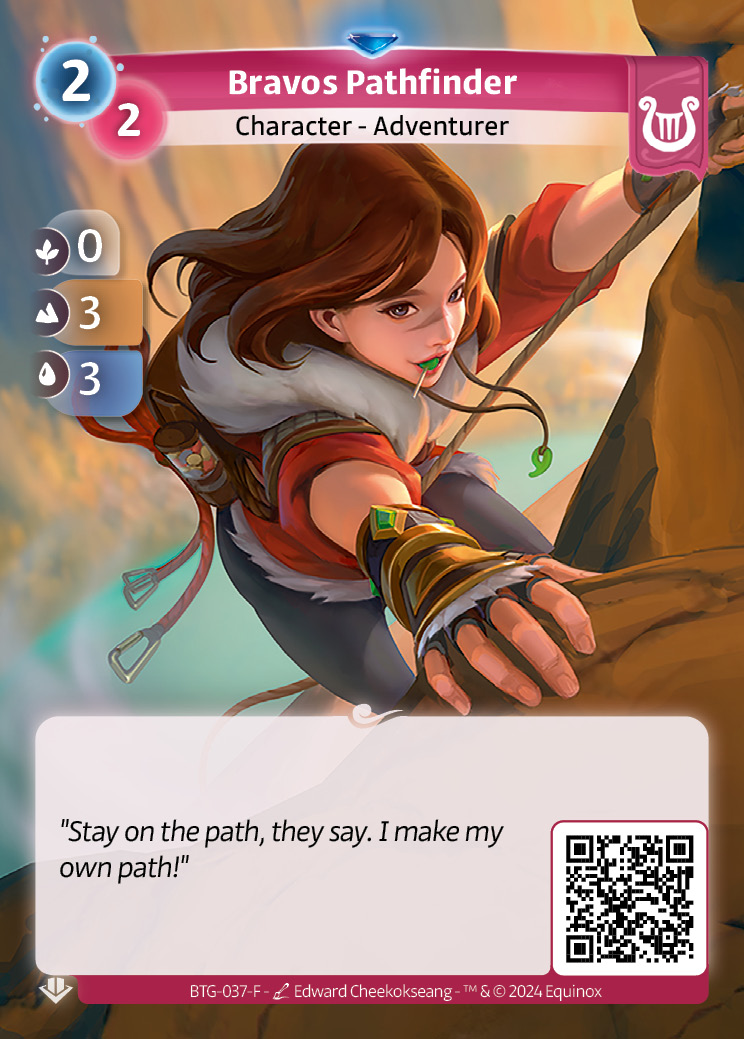 2
Bravos Pathfinder
2
Character - Adventurer
0
3
3
"Stay on the path, they say. I make my
own path!"
BTG-037-F - Edward Cheekokseang - ™ & © 2024 Equinox